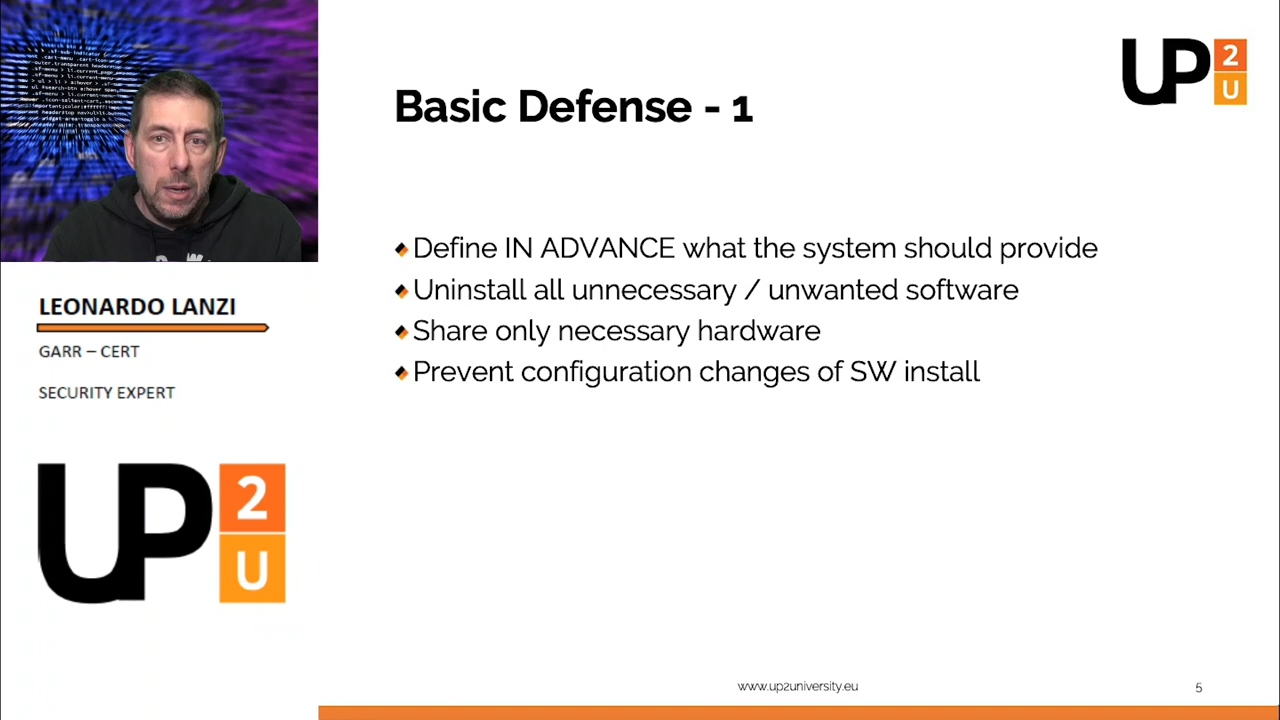 UP
2
U
Basic Defense - 1
Define IN ADVANCE what the system should provide
Uninstall all unnecessary / unwanted software
Share only necessary hardware
Prevent configuration changes of SW install
LEONARDO LANZI
GARR – CERT
SECURITY EXPERT
UP
2
U
www.up2university.eu
5